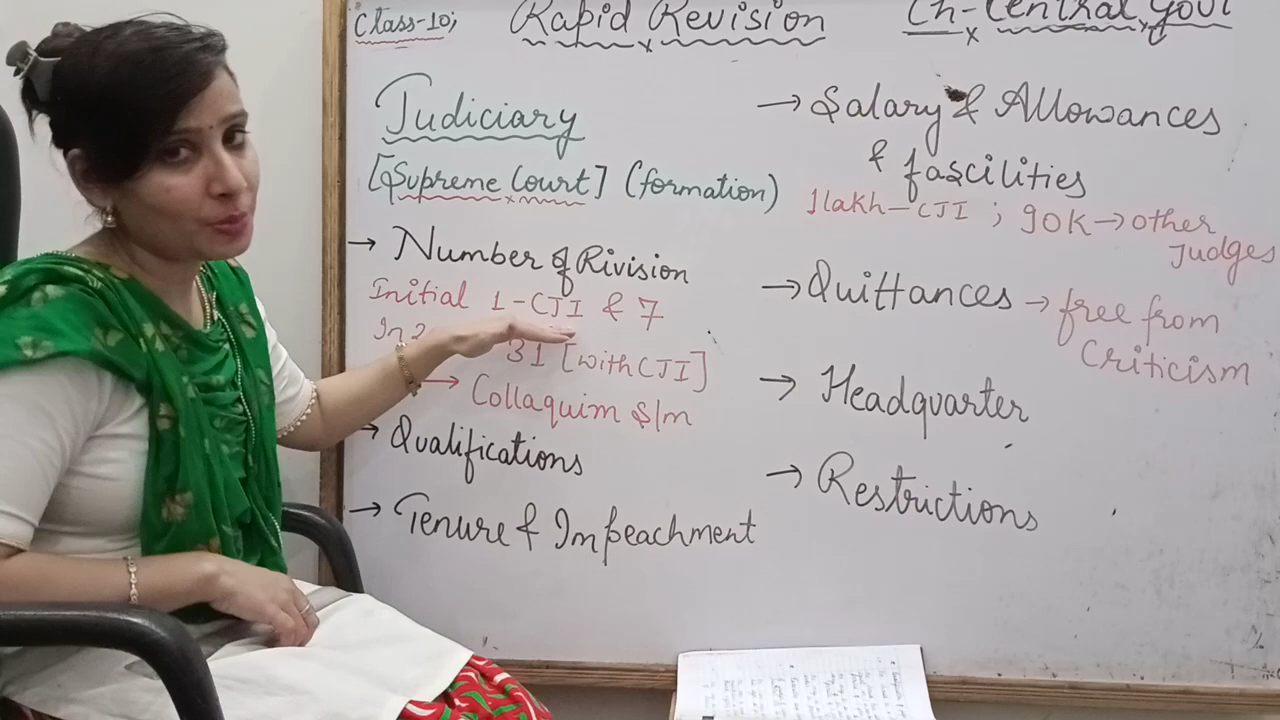 Class-10;
Rapid Revision
Ch-Central Govt
Judiciary
[Supreme Court] (formation)
→ Number of Rivision
Initial 1-CJI & 7
In 2
31 [with CJI]
→ Collaquim S/m
→ Qualifications
→ Tenure & Impeachment
→ Salary & Allowances
& fascilities
1lakh-CJI ; 90K→other
Judges
→ Quittances → free from
Criticism
→ Headquarter
→ Restrictions